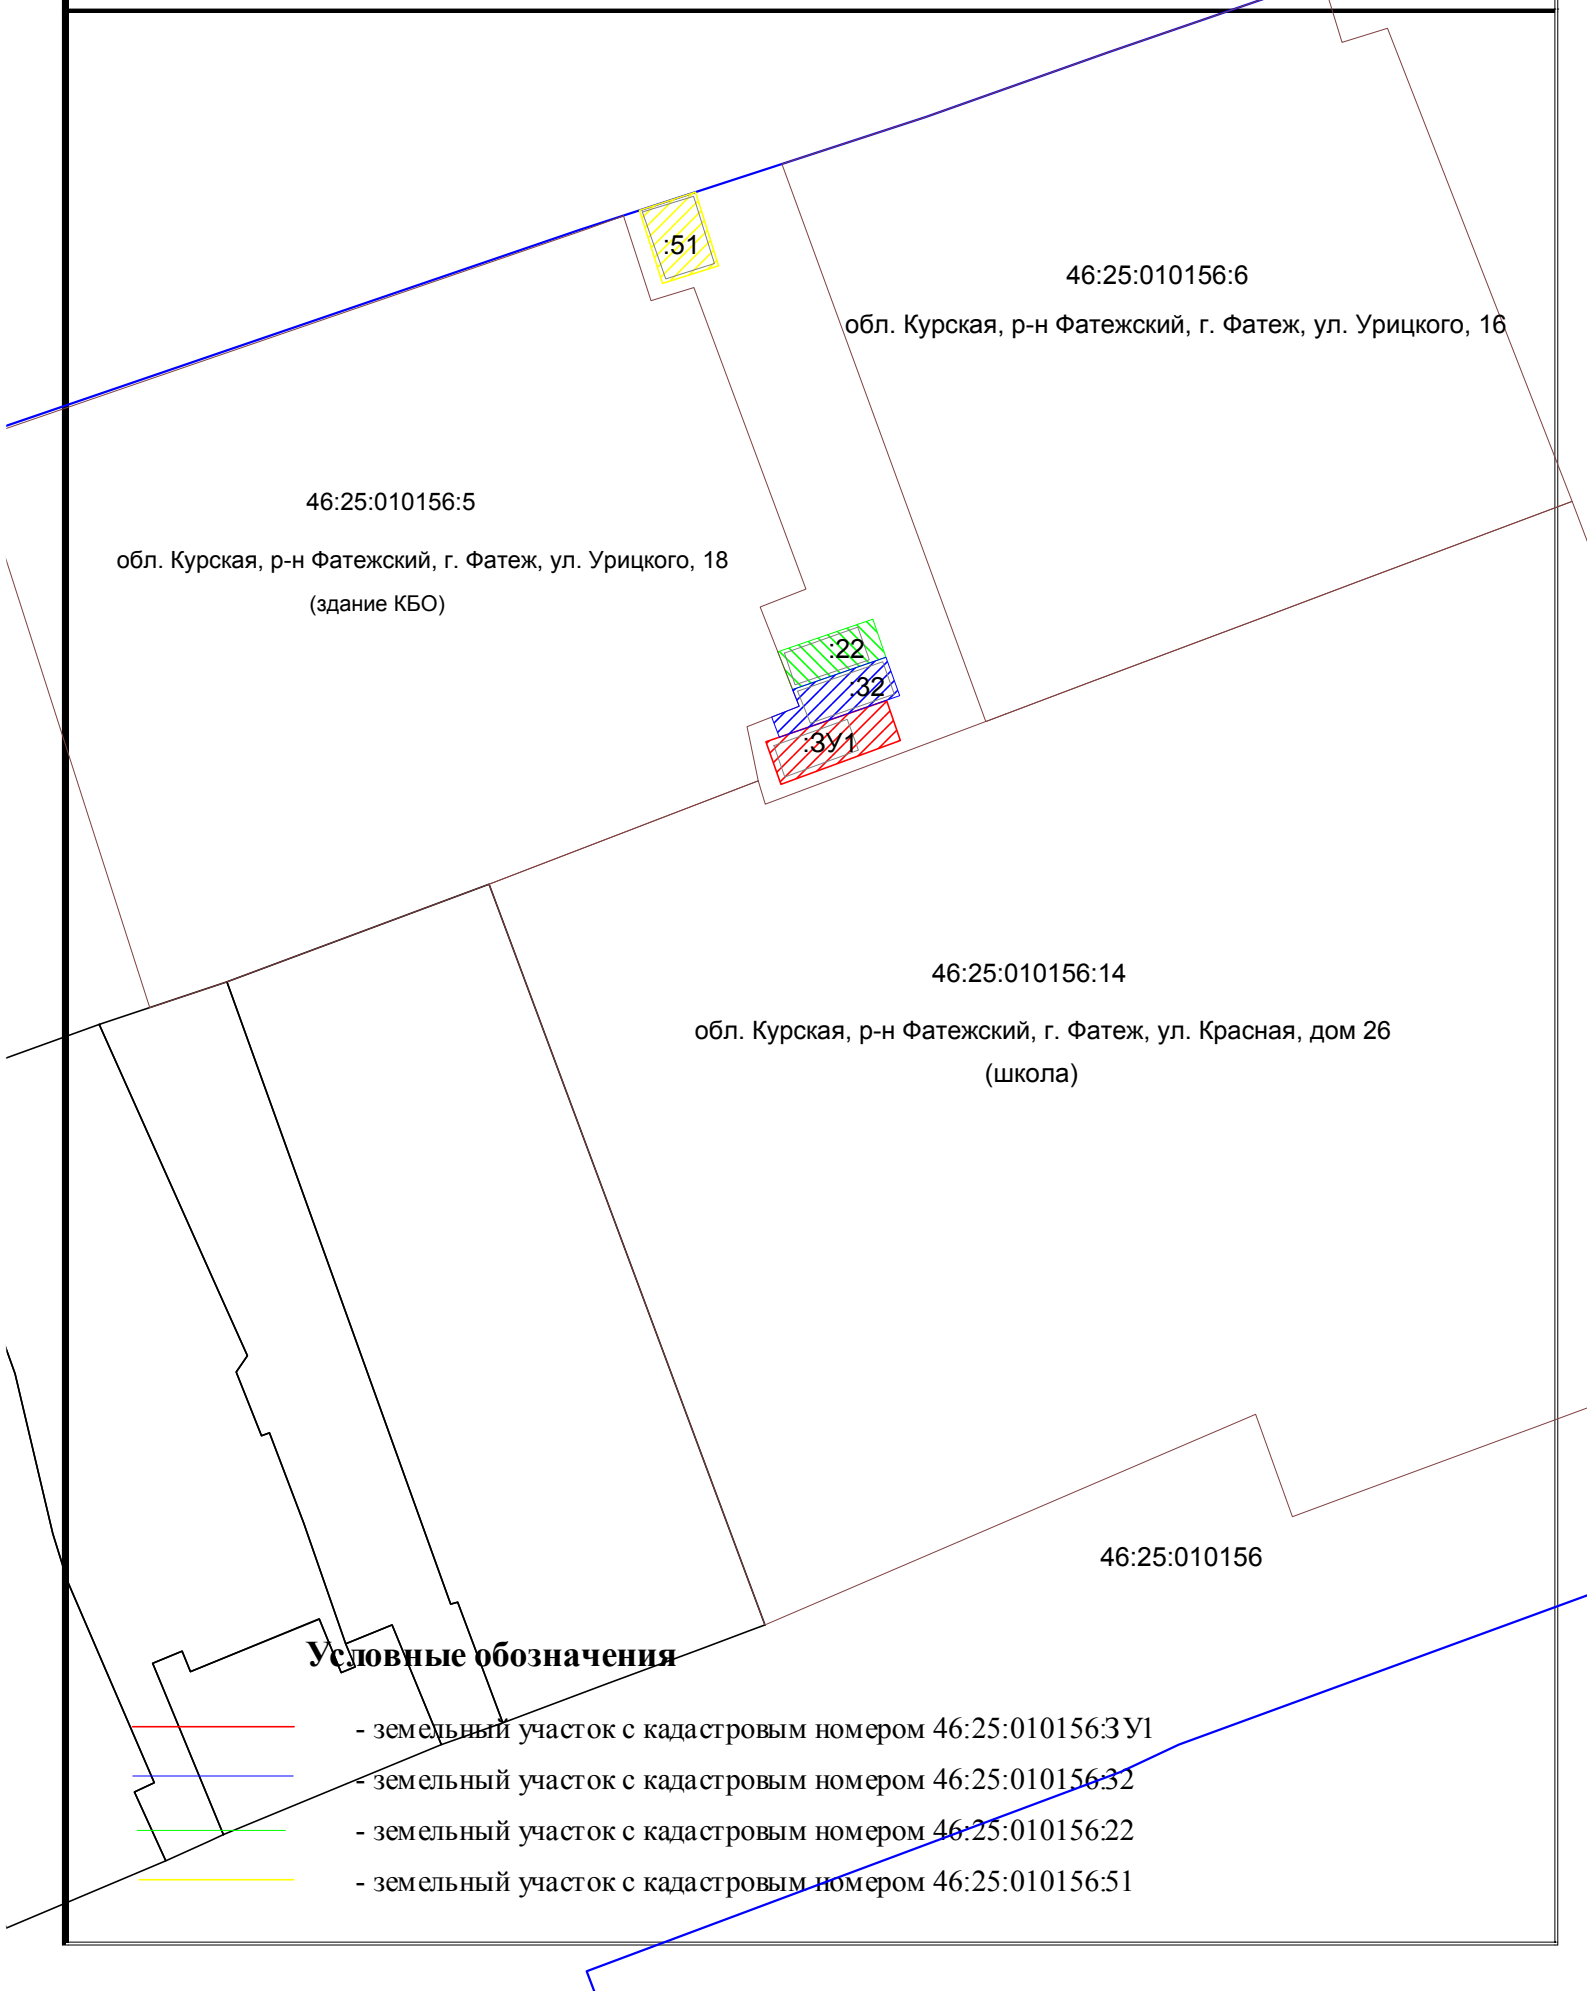 :51
46:25:010156:6
обл. Курская, р-н Фатежский, г. Фатеж, ул. Урицкого, 16
46:25:010156:5
обл. Курская, р-н Фатежский, г. Фатеж, ул. Урицкого, 18
(здание КБО)
:22
:32
:ЗУ1
46:25:010156:14
обл. Курская, р-н Фатежский, г. Фатеж, ул. Красная, дом 26
(школа)
46:25:010156
Условные обозначения
- земельный участок с кадастровым номером 46:25:010156:ЗУ1
- земельный участок с кадастровым номером 46:25:010156:32
- земельный участок с кадастровым номером 46:25:010156:22
- земельный участок с кадастровым номером 46:25:010156:51